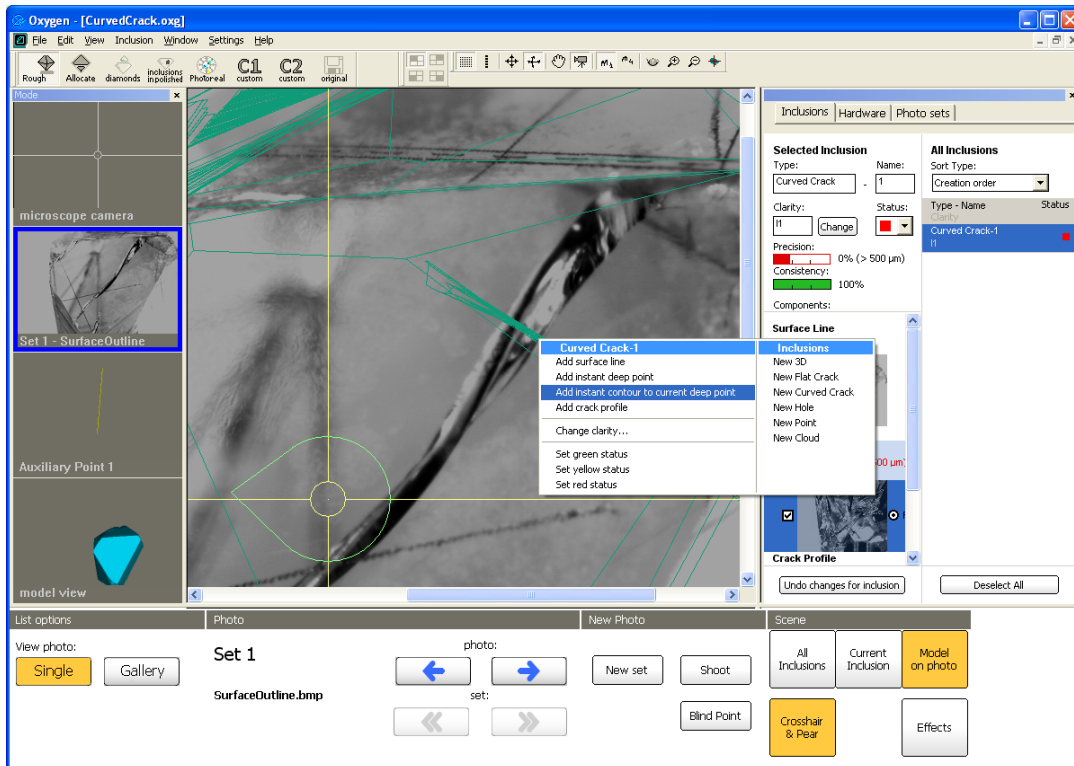 Oxygen - [CurvedCrack.oxg]
File Edit View Inclusion Window Settings Help
Rough
Allocate
diamonds
inclusions
inpolished
Photoreal
C1
custom
C2
custom
original
Mode
microscope camera
Set 1 - SurfaceOutline
Auxiliary Point 1
model view
Curved Crack-1
Add surface line
Add instant deep point
Add instant contour to current deep point
Add crack profile
Change clarity...
Set green status
Set yellow status
Set red status
Inclusions
New 3D
New Flat Crack
New Curved Crack
New Hole
New Point
New Cloud
Inclusions Hardware Photo sets
Selected Inclusion
Type: Name:
Curved Crack - 1
Clarity: Status:
I1 Change
Precision:
0% (> 500 µm)
Consistency:
100%
Components:
Surface Line
00 µm)
Crack Profile
Undo changes for inclusion
All Inclusions
Sort Type:
Creation order
Type - Name Status
Clarity
Curved Crack-1
I1
Deselect All
List options
View photo:
Single Gallery
Photo
Set 1
SurfaceOutline.bmp
photo:
set:
New Photo
New set Shoot
Blind Point
Scene
All
Inclusions
Current
Inclusion
Model
on photo
Crosshair
& Pear
Effects